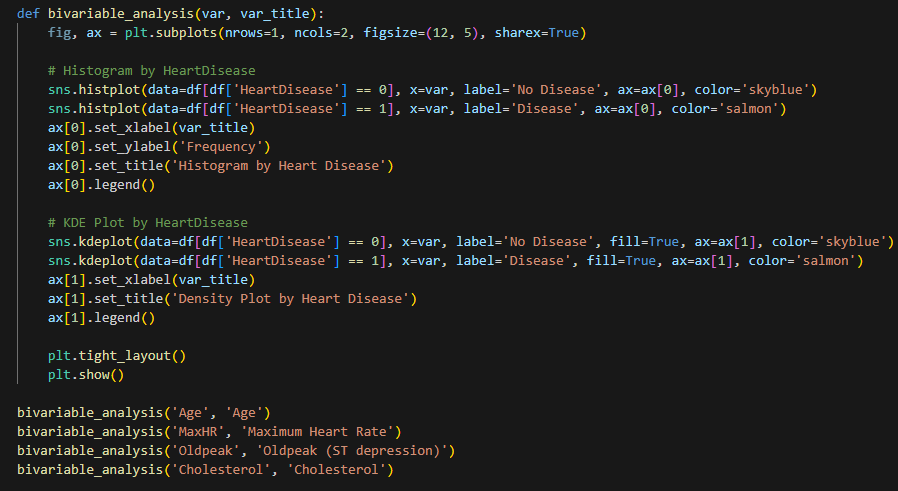 def bivariable_analysis(var, var_title):
    fig, ax = plt.subplots(nrows=1, ncols=2, figsize=(12, 5), sharex=True)

    # Histogram by HeartDisease
    sns.histplot(data=df[df['HeartDisease'] == 0], x=var, label='No Disease', ax=ax[0], color='skyblue')
    sns.histplot(data=df[df['HeartDisease'] == 1], x=var, label='Disease', ax=ax[0], color='salmon')
    ax[0].set_xlabel(var_title)
    ax[0].set_ylabel('Frequency')
    ax[0].set_title('Histogram by Heart Disease')
    ax[0].legend()

    # KDE Plot by HeartDisease
    sns.kdeplot(data=df[df['HeartDisease'] == 0], x=var, label='No Disease', fill=True, ax=ax[1], color='skyblue')
    sns.kdeplot(data=df[df['HeartDisease'] == 1], x=var, label='Disease', fill=True, ax=ax[1], color='salmon')
    ax[1].set_xlabel(var_title)
    ax[1].set_title('Density Plot by Heart Disease')
    ax[1].legend()

    plt.tight_layout()
    plt.show()

bivariable_analysis('Age', 'Age')
bivariable_analysis('MaxHR', 'Maximum Heart Rate')
bivariable_analysis('Oldpeak', 'Oldpeak (ST depression)')
bivariable_analysis('Cholesterol', 'Cholesterol')